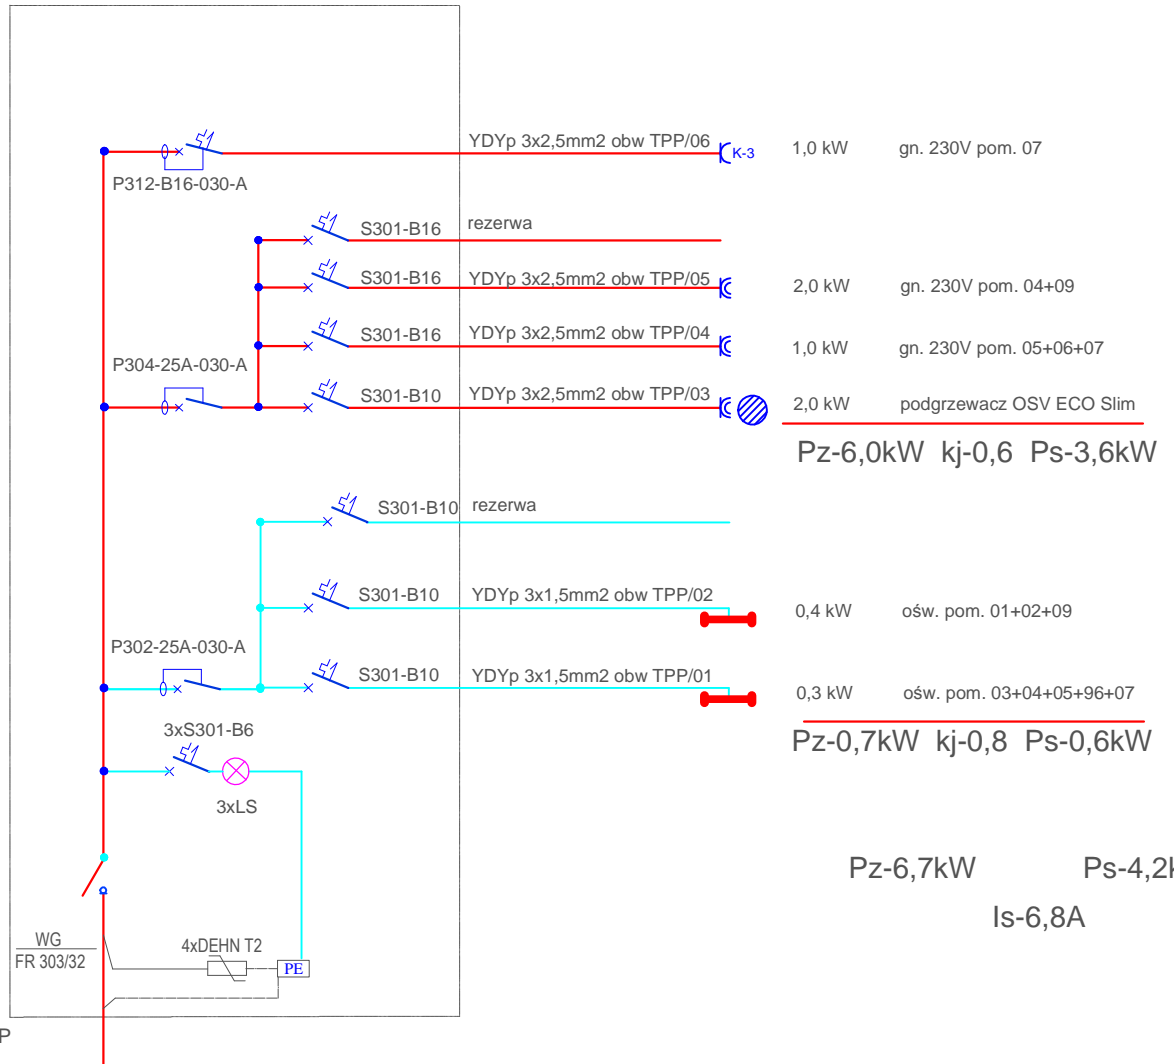 YDYp 3x2,5mm2 obw TPP/06
K-3
1,0 kW gn. 230V pom. 07
P312-B16-030-A
S301-B16 rezerwa
S301-B16 YDYp 3x2,5mm2 obw TPP/05
2,0 kW gn. 230V pom. 04+09
S301-B16 YDYp 3x2,5mm2 obw TPP/04
1,0 kW gn. 230V pom. 05+06+07
P304-25A-030-A
S301-B10 YDYp 3x2,5mm2 obw TPP/03
2,0 kW podgrzewacz OSV ECO Slim
Pz-6,0kW kj-0,6 Ps-3,6kW
S301-B10 rezerwa
S301-B10 YDYp 3x1,5mm2 obw TPP/02
0,4 kW ośw. pom. 01+02+09
P302-25A-030-A
S301-B10 YDYp 3x1,5mm2 obw TPP/01
0,3 kW ośw. pom. 03+04+05+96+07
Pz-0,7kW kj-0,8 Ps-0,6kW
3xS301-B6
3xLS
Pz-6,7kW Ps-4,2k
Is-6,8A
WG
FR 303/32
4xDEHN T2
PE
P